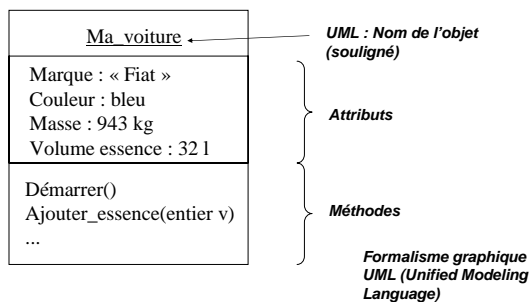 Ma_voiture
UML : Nom de l'objet
(souligné)
Marque : « Fiat »
Couleur : bleu
Masse : 943 kg
Volume essence : 32 l
Attributs
Démarrer()
Ajouter_essence(entier v)
...
Méthodes
Formalisme graphique
UML (Unified Modeling
Language)